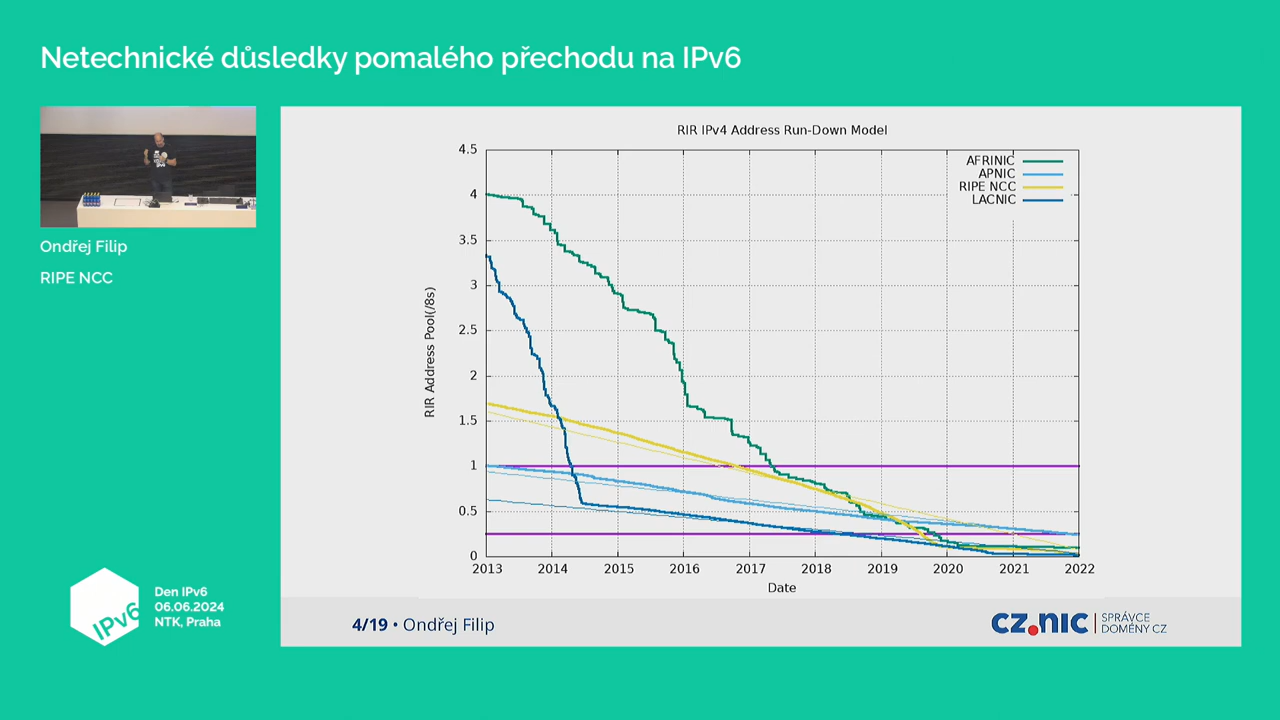 Netechnické důsledky pomalého přechodu na IPv6
Ondřej Filip
RIPE NCC
RIR IPv4 Address Run-Down Model
AFRINIC
APNIC
RIPE NCC
LACNIC
RIR Address Pool(/8s)
4.5
4
3.5
3
2.5
2
1.5
1
0.5
0
2013 2014 2015 2016 2017 2018 2019 2020 2021 2022
Date
4/19 • Ondřej Filip
CZ.NIC
SPRÁVCE
DOMÉNY CZ
IPv6
Den IPv6
06.06.2024
NTK, Praha